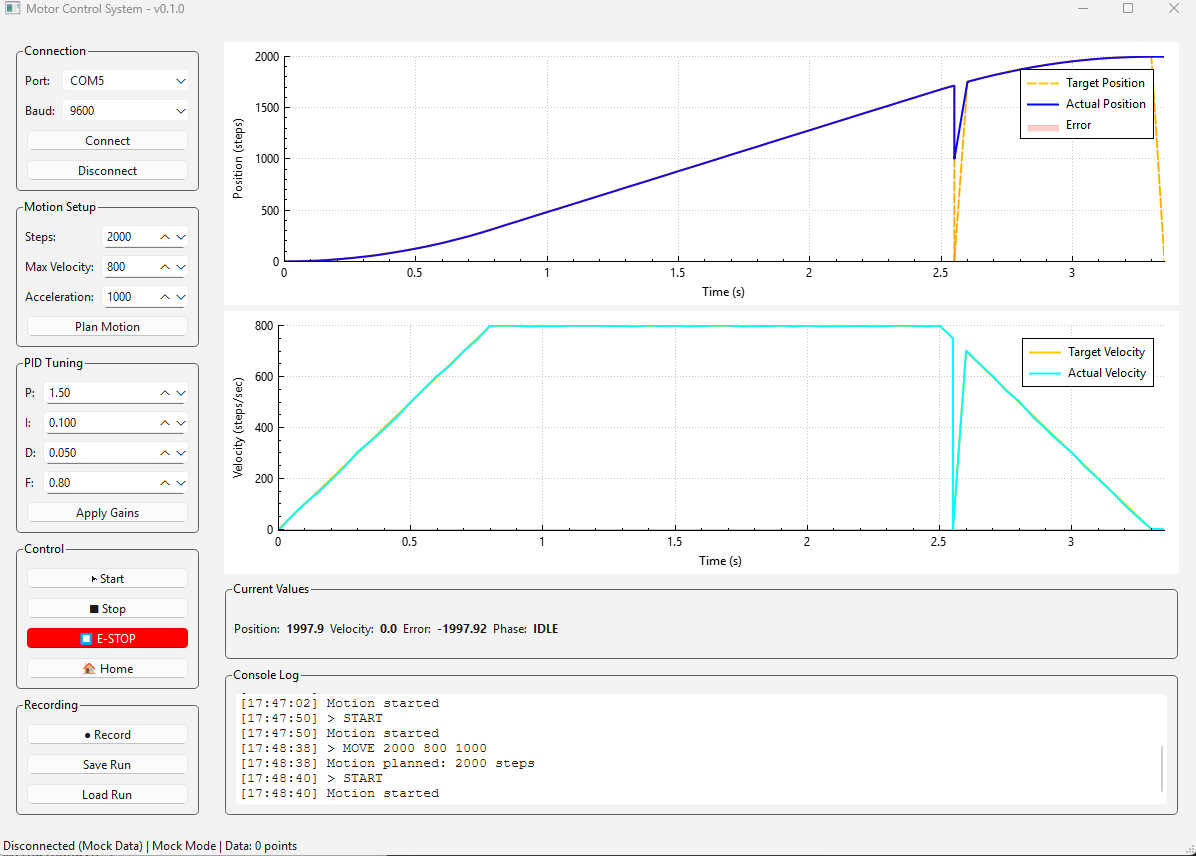 Motor Control System - v0.1.0
Connection
Port: COM5
Baud: 9600
Connect
Disconnect
Motion Setup
Steps: 2000
Max Velocity: 800
Acceleration: 1000
Plan Motion
PID Tuning
P: 1.50
I: 0.100
D: 0.050
F: 0.80
Apply Gains
Control
Start
Stop
E-STOP
Home
Recording
Record
Save Run
Load Run
Position (steps)
2000
1500
1000
500
0
0 0.5 1 1.5 2 2.5 3
Time (s)
Target Position
Actual Position
Error
Velocity (steps/sec)
800
600
400
200
0
0 0.5 1 1.5 2 2.5 3
Time (s)
Target Velocity
Actual Velocity
Current Values
Position: 1997.9 Velocity: 0.0 Error: -1997.92 Phase: IDLE
Console Log
[17:47:02] Motion started
[17:47:50] > START
[17:47:50] Motion started
[17:48:38] > MOVE 2000 800 1000
[17:48:38] Motion planned: 2000 steps
[17:48:40] > START
[17:48:40] Motion started
Disconnected (Mock Data) | Mock Mode | Data: 0 points